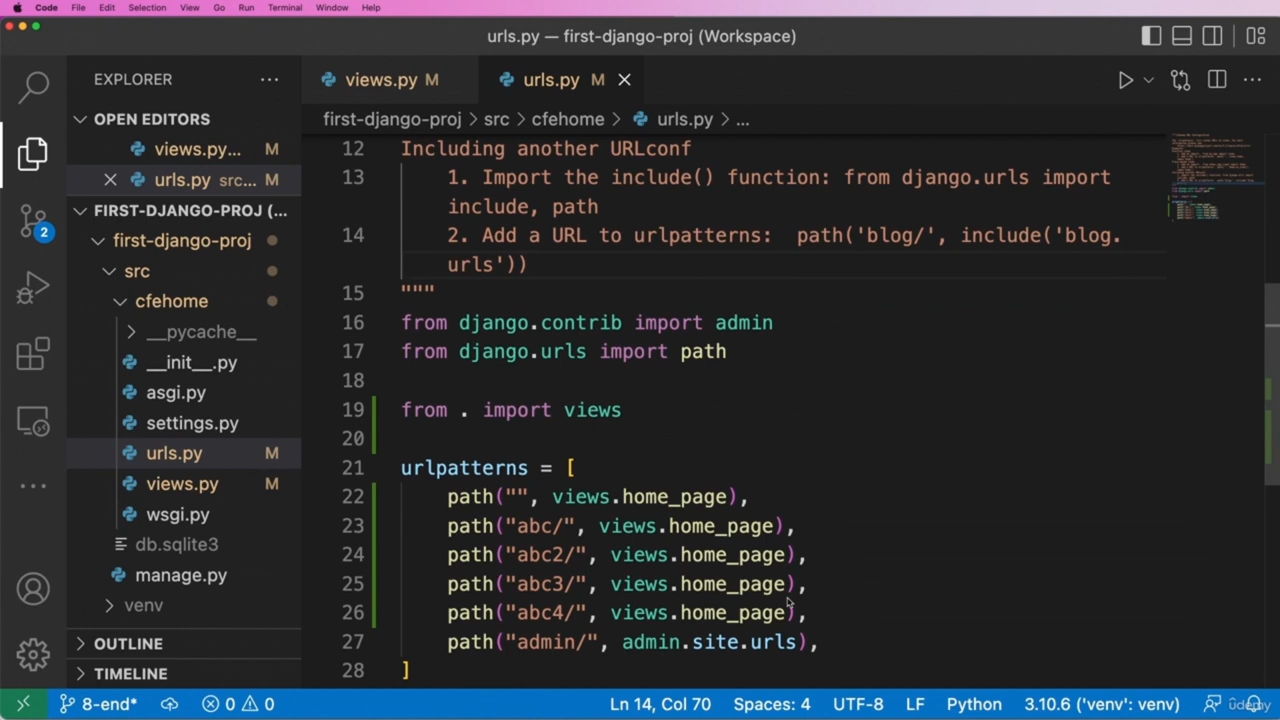 Code File Edit Selection View Go Run Terminal Window Help
urls.py — first-django-proj (Workspace)
EXPLORER ...
OPEN EDITORS
views.py... M
urls.py src... M
FIRST-DJANGO-PROJ (...
first-django-proj
src
cfehome
__pycache__
__init__.py
asgi.py
settings.py
urls.py M
views.py M
wsgi.py
db.sqlite3
manage.py
venv
OUTLINE
TIMELINE
2
views.py M urls.py M
first-django-proj > src > cfehome > urls.py > ...
12 Including another URLconf
13 1. Import the include() function: from django.urls import
include, path
14 2. Add a URL to urlpatterns:  path('blog/', include('blog.
urls'))
15 """
16 from django.contrib import admin
17 from django.urls import path
18
19 from . import views
20
21 urlpatterns = [
22 path("", views.home_page),
23 path("abc/", views.home_page),
24 path("abc2/", views.home_page),
25 path("abc3/", views.home_page),
26 path("abc4/", views.home_page),
27 path("admin/", admin.site.urls),
28 ]
8-end* 0 0 Ln 14, Col 70 Spaces: 4 UTF-8 LF Python 3.10.6 ('venv': venv)
udemy